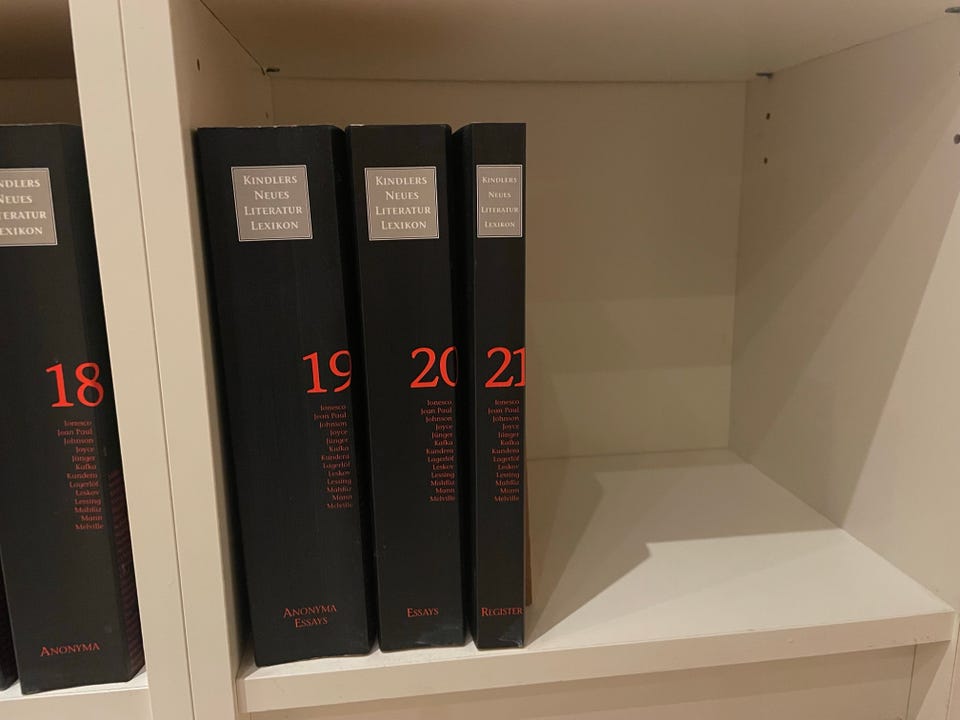 NDLERS
NEUES
TERATUR
EXIKON
18
Ionesco
Jean Paul
Johnson
Joyce
Jünger
Kafka
Kundera
Lagerlöf
Leskov
Lessing
Mahfuz
Mann
Melville
ANONYMA
KINDLERS
NEUES
LITERATUR
LEXIKON
19
Ionesco
Jean Paul
Johnson
Joyce
Jünger
Kafka
Kundera
Lagerlöf
Leskov
Lessing
Mahfuz
Mann
Melville
ANONYMA
ESSAYS
KINDLERS
NEUES
LITERATUR
LEXIKON
20
Ionesco
Jean Paul
Johnson
Joyce
Jünger
Kafka
Kundera
Lagerlöf
Leskov
Lessing
Mahfuz
Mann
Melville
ESSAYS
KINDLERS
NEUES
LITERATUR
LEXIKON
21
Ionesco
Jean Paul
Johnson
Joyce
Jünger
Kafka
Kundera
Lagerlöf
Leskov
Lessing
Mahfuz
Mann
Melville
REGISTER